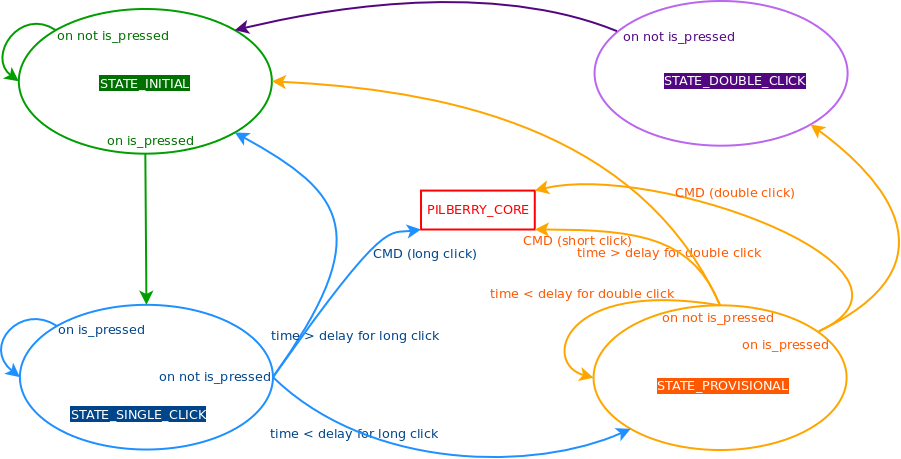 on not is_pressed
on not is_pressed
STATE_INITIAL
STATE_DOUBLE_CLICK
on is_pressed
CMD (double click)
PILBERRY_CORE
CMD (short click)
CMD (long click)
time > delay for double click
time < delay for double click
on not is_pressed
on is_pressed
time > delay for long click
on is_pressed
on not is_pressed
STATE_PROVISIONAL
STATE_SINGLE_CLICK
time < delay for long click